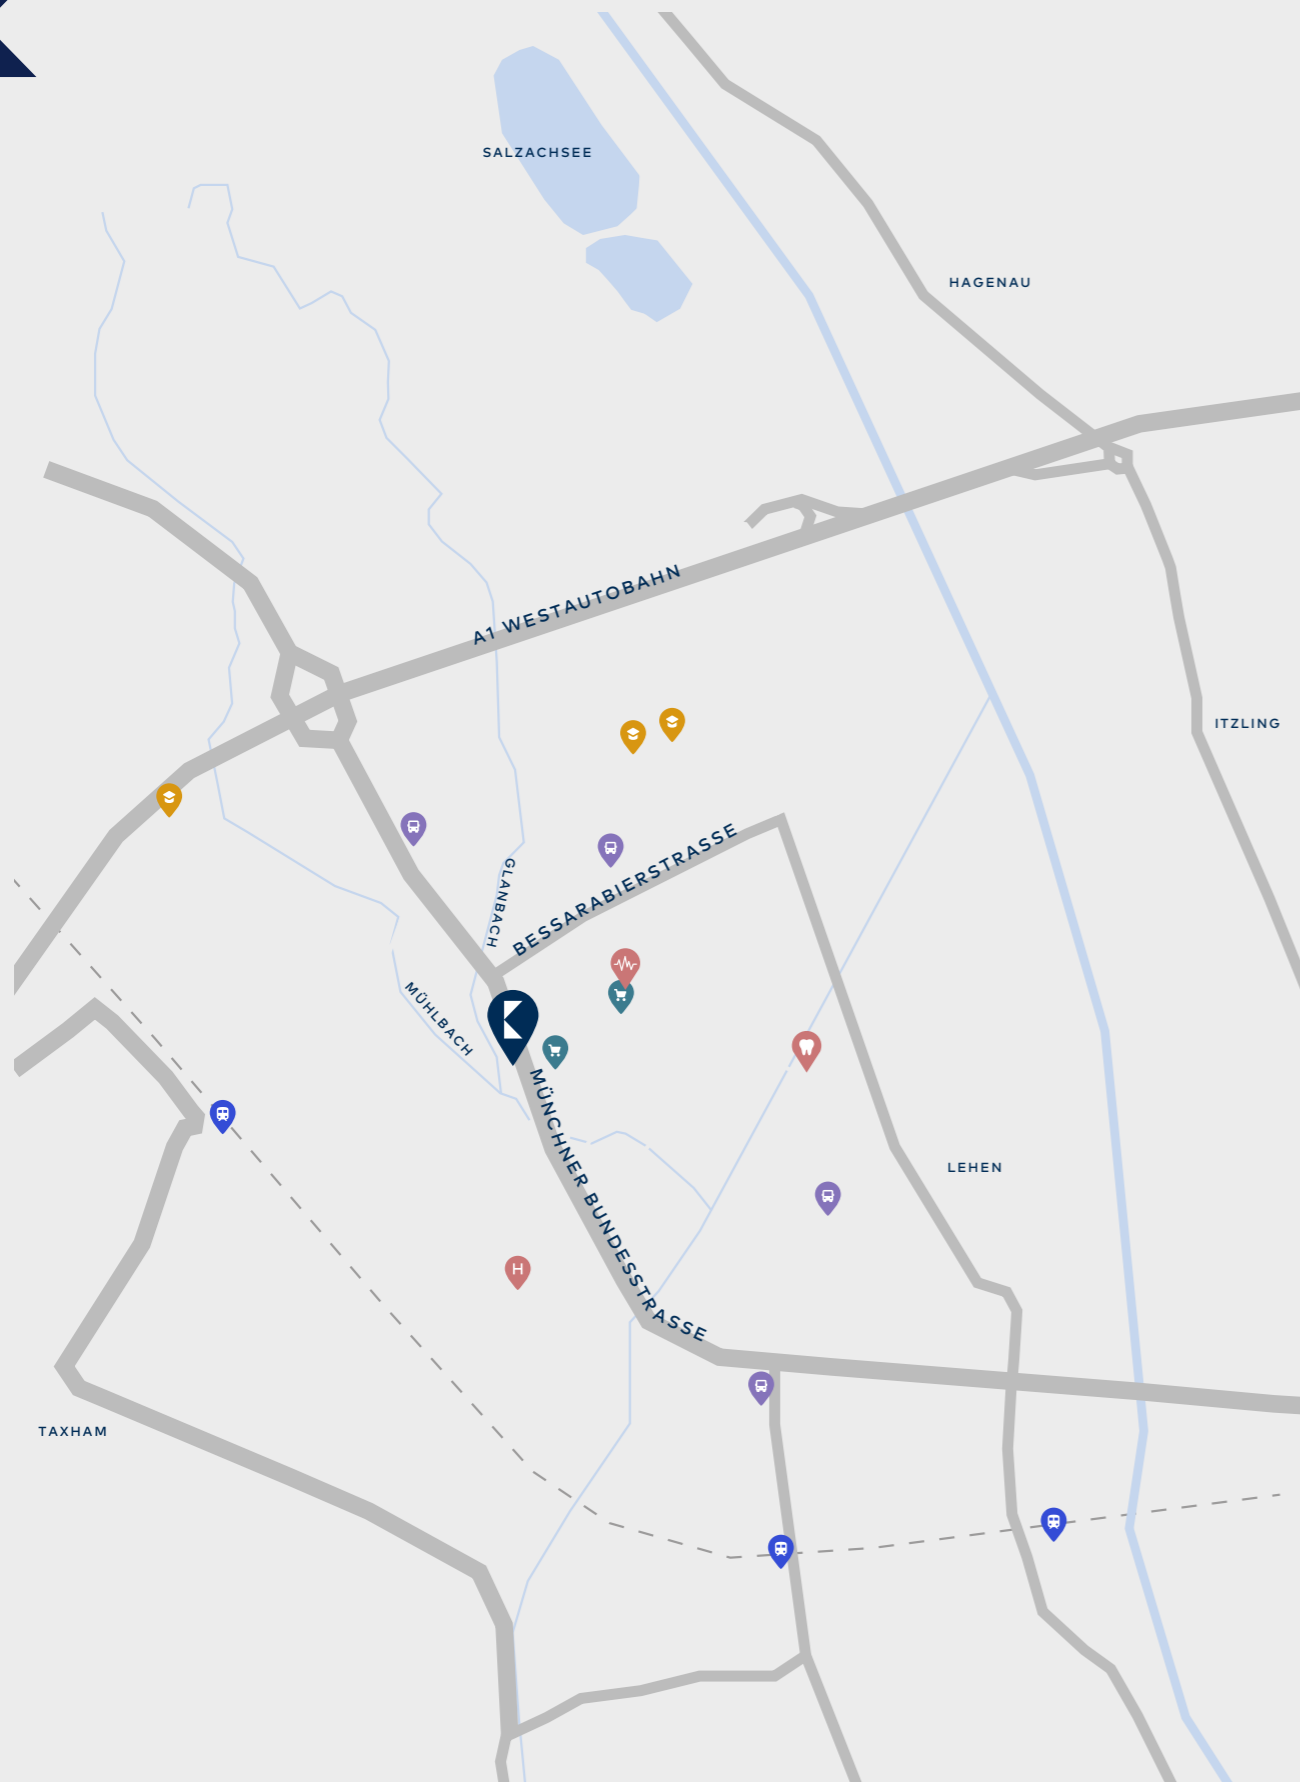 SALZACHSEE
HAGENAU
A1 WESTAUTOBAHN
ITZLING
BESSARABIERSTRASSE
GLANBACH
MÜHLBACH
K
MÜNCHNER BUNDESSTRASSE
LEHEN
H
TAXHAM